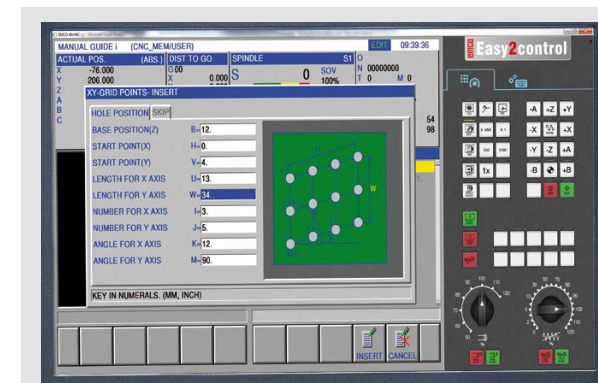 EMCO WinNC
MANUAL GUIDE i (CNC_MEM/USER) EDIT 09:39:36
ACTUAL POS. (ABS.) DIST TO GO SPINDLE S1
X -76.000 G00 S 0 SOV 100% N 00000000
Y 206.000 X 0.000 T 0 M 0
Z
A
B
C
54
98
XY-GRID POINTS- INSERT
HOLE POSITION SKIP
BASE POSITION(Z) B=12.
START POINT(X) H=0.
START POINT(Y) V=4.
LENGTH FOR X AXIS U=13.
LENGTH FOR Y AXIS W=34.
NUMBER FOR X AXIS I=3.
NUMBER FOR Y AXIS J=5.
ANGLE FOR X AXIS K=12.
ANGLE FOR Y AXIS M=90.
W
KEY IN NUMERALS. (MM, INCH)
INSERT CANCEL
Easy2control
-A +Z +Y
-X +X
-Y -Z +A
1x -B +B